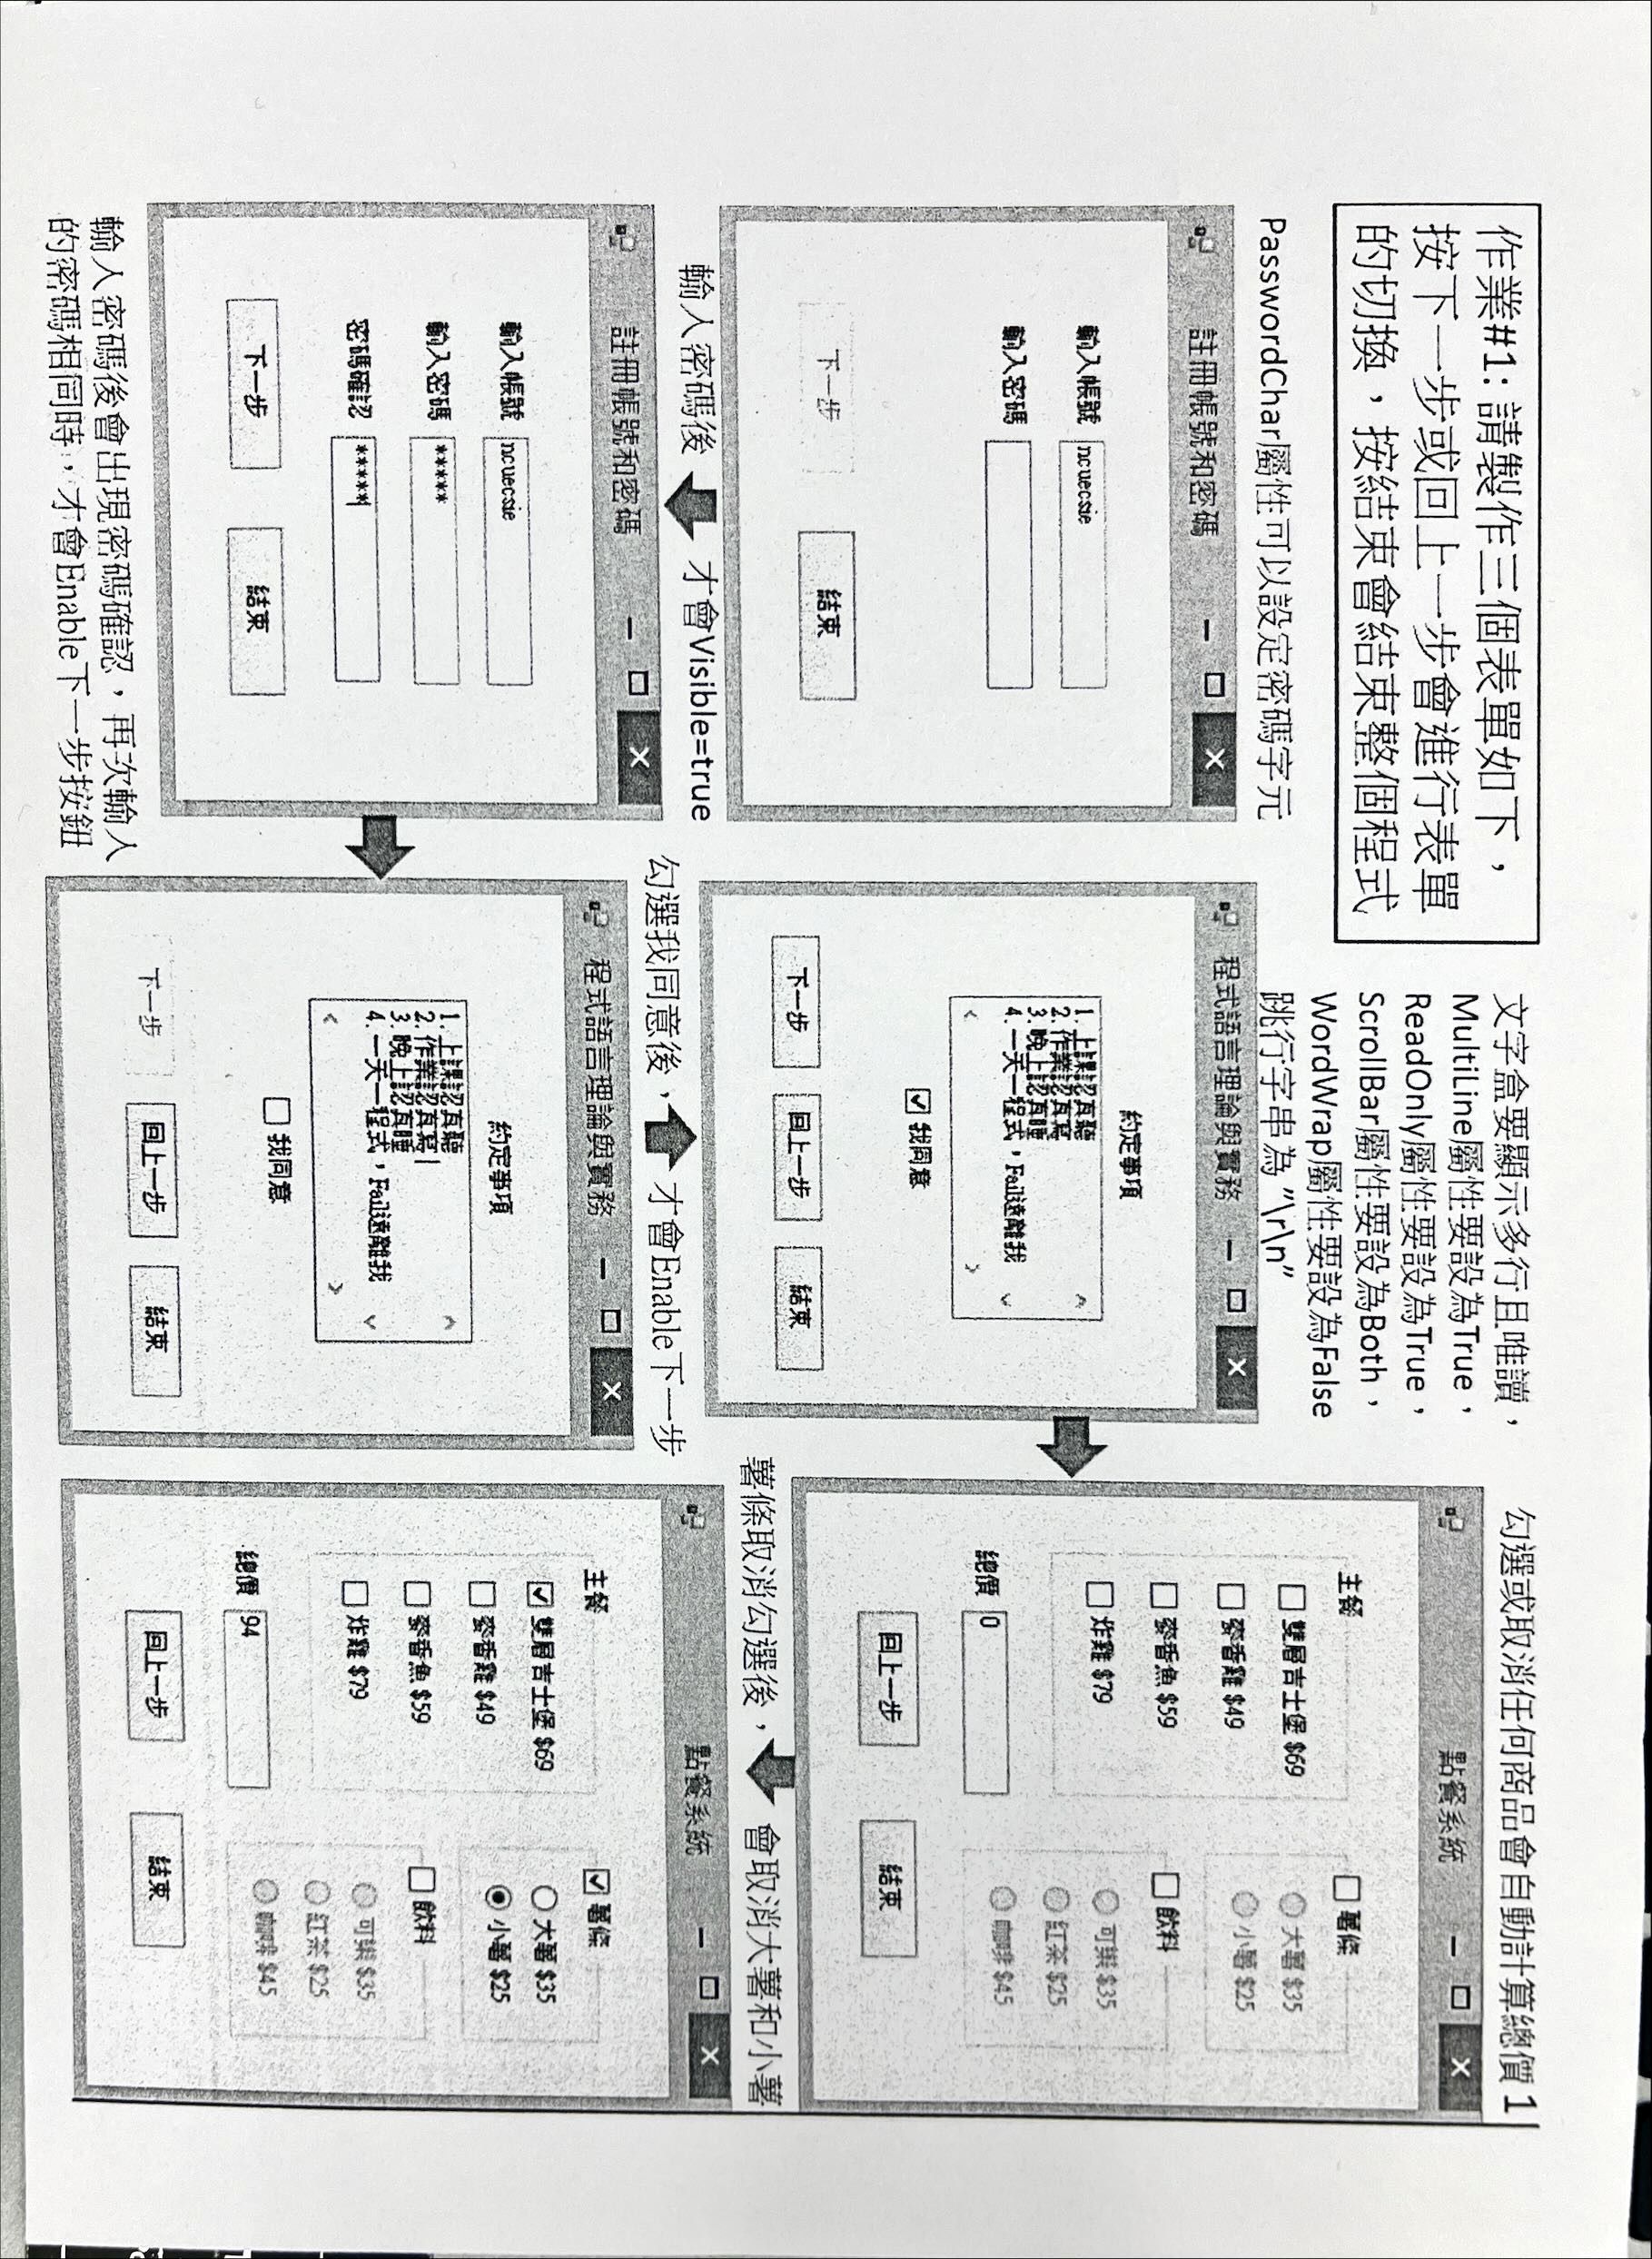 作業#1: 請製作三個表單如下，
按下一步或回上一步會進行表單
的切換，按結束會結束整個程式
PasswordChar屬性可以設定密碼字元
註冊帳號和密碼
輸入帳號 ncuecsie
輸入密碼
下一步 結束
輸入密碼後 才會Visible=true
註冊帳號和密碼
輸入帳號 ncuecsie
輸入密碼 *****
密碼確認 *****
下一步 結束
輸入密碼後會出現密碼確認，再次輸入
的密碼相同時，才會Enable下一步按鈕
文字盒要顯示多行且唯讀，
MultiLine屬性要設為True，
ReadOnly屬性要設為True，
ScrollBar屬性要設為Both，
WordWrap屬性要設為False
跳行字串為 "\r\n"
程式語言理論與實務
約定事項
1. 上課認真聽
2. 作業認真寫
3. 晚上認真睡
4. 一天一程式，Fail遠離我
我同意
下一步 回上一步 結束
勾選我同意後， 才會Enable下一步
程式語言理論與實務
約定事項
1. 上課認真聽
2. 作業認真寫
3. 晚上認真睡
4. 一天一程式，Fail遠離我
我同意
下一步 回上一步 結束
勾選或取消任何商品會自動計算總價 1
點餐系統
主餐
雙層吉士堡 $69
麥香雞 $49
麥香魚 $59
炸雞 $79
薯條
大薯 $35
小薯 $25
飲料
可樂 $35
紅茶 $25
咖啡 $45
總價 0
回上一步 結束
薯條取消勾選後， 會取消大薯和小薯
點餐系統
主餐
雙層吉士堡 $69
麥香雞 $49
麥香魚 $59
炸雞 $79
薯條
大薯 $35
小薯 $25
飲料
可樂 $35
紅茶 $25
咖啡 $45
總價 94
回上一步 結束